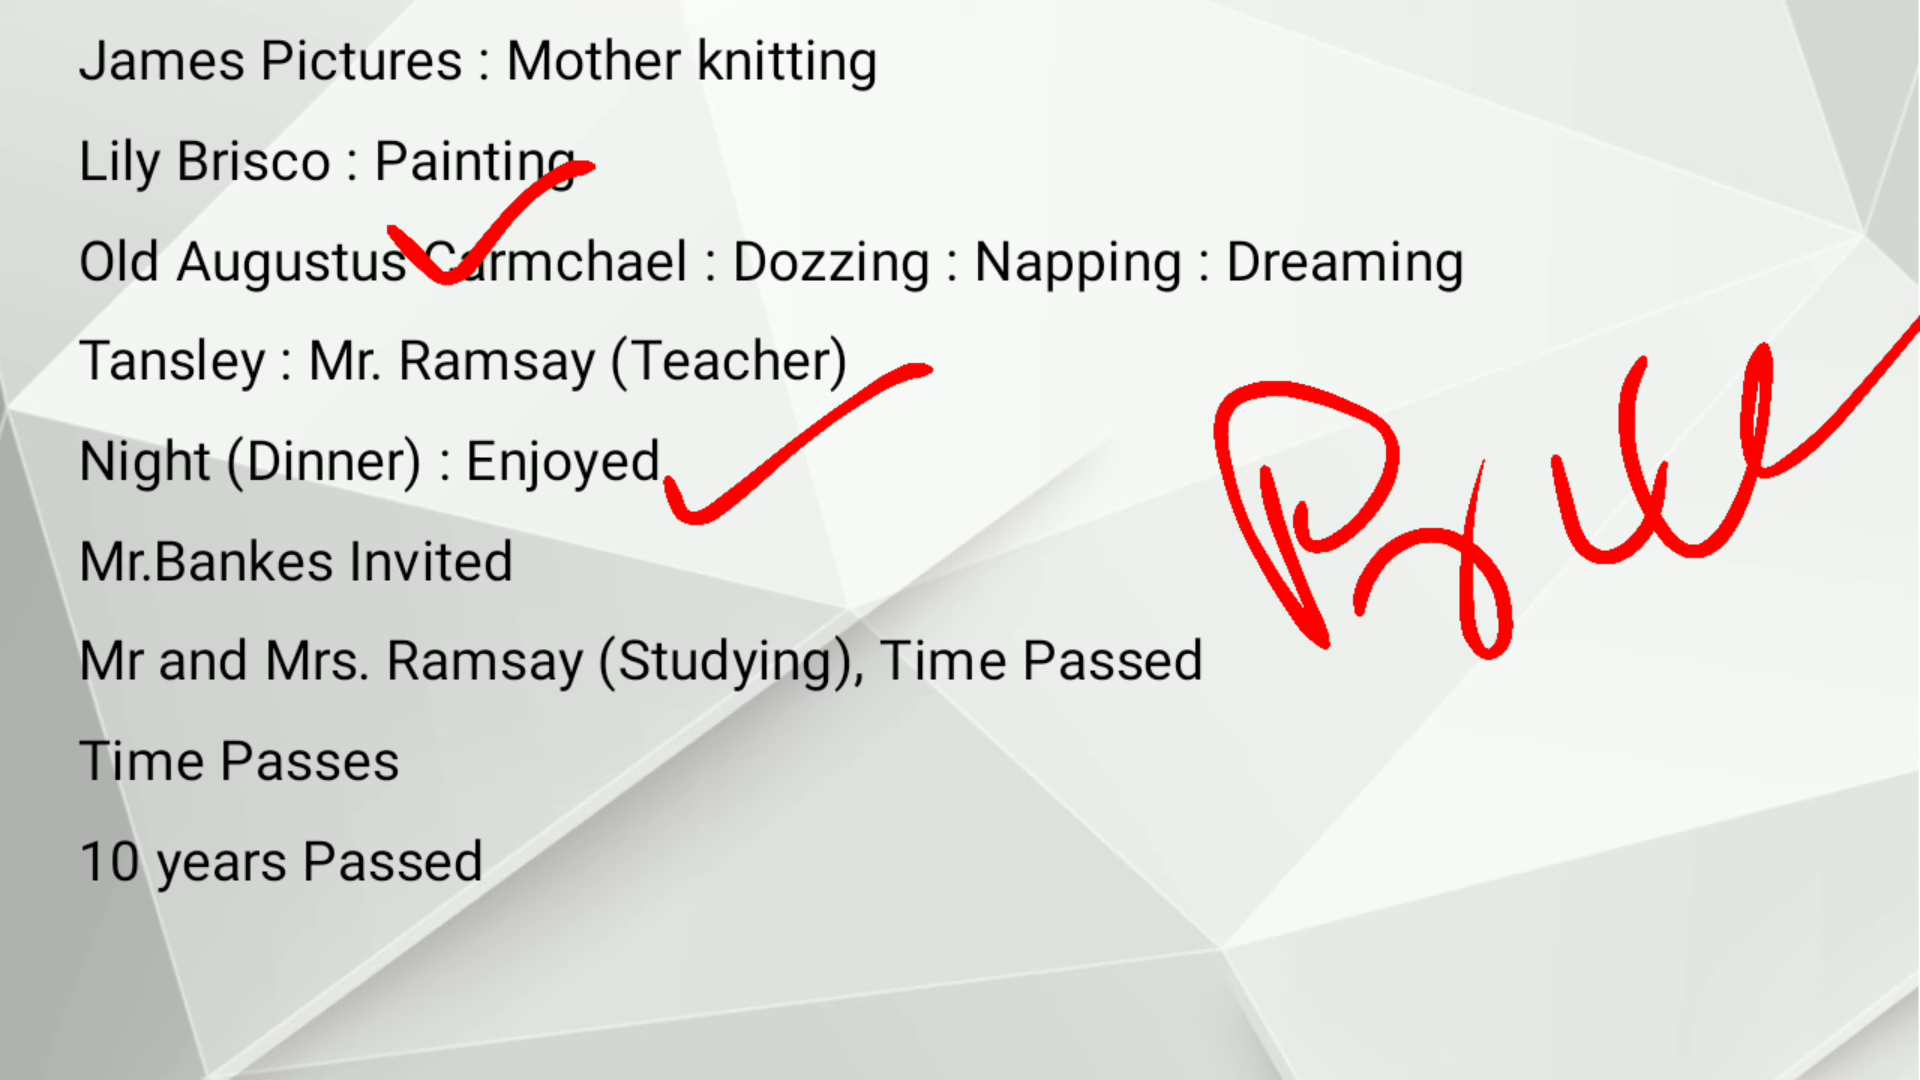 James Pictures : Mother knitting
Lily Brisco : Painting
Old Augustus Carmchael : Dozzing : Napping : Dreaming
Tansley : Mr. Ramsay (Teacher)
Night (Dinner) : Enjoyed
Mr.Bankes Invited
Mr and Mrs. Ramsay (Studying), Time Passed
Time Passes
10 years Passed